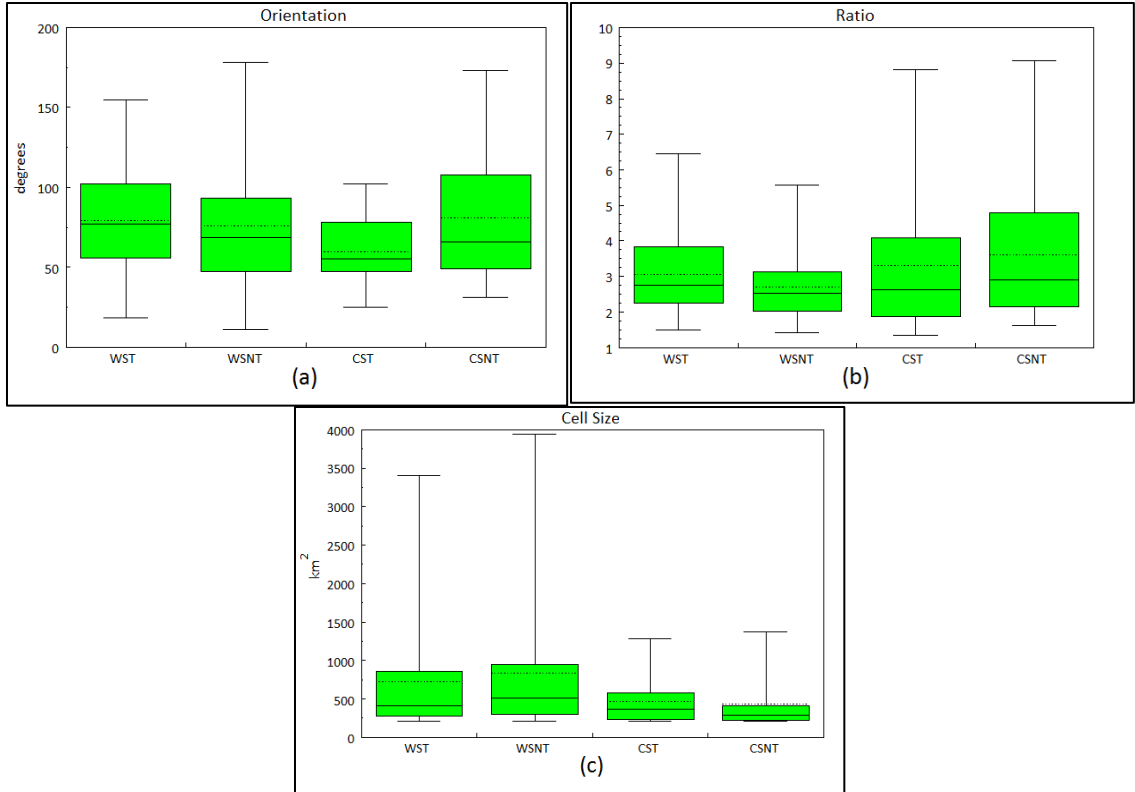 Orientation
200
150
100
50
0
degrees
WST WSNT CST CSNT
(a)
Ratio
10
9
8
7
6
5
4
3
2
1
WST WSNT CST CSNT
(b)
Cell Size
4000
3500
3000
2500
2000
1500
1000
500
0
km²
WST WSNT CST CSNT
(c)